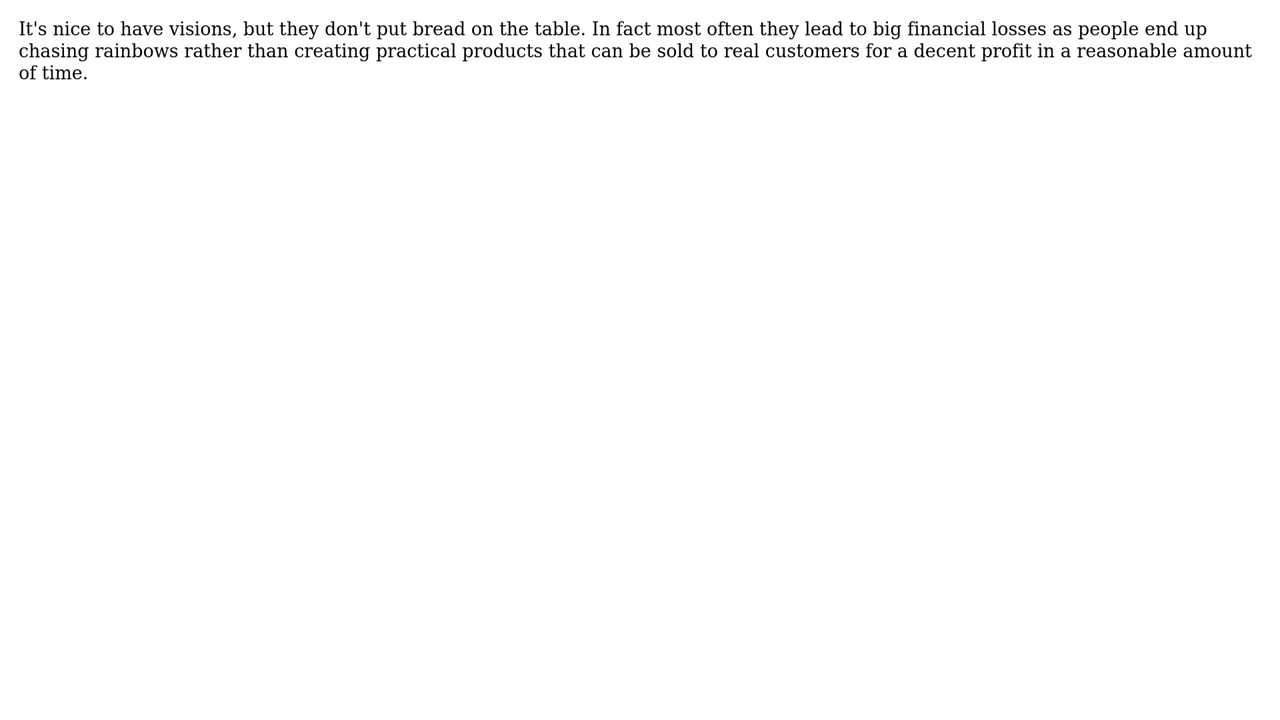 It's nice to have visions, but they don't put bread on the table. In fact most often they lead to big financial losses as people end up
chasing rainbows rather than creating practical products that can be sold to real customers for a decent profit in a reasonable amount
of time.